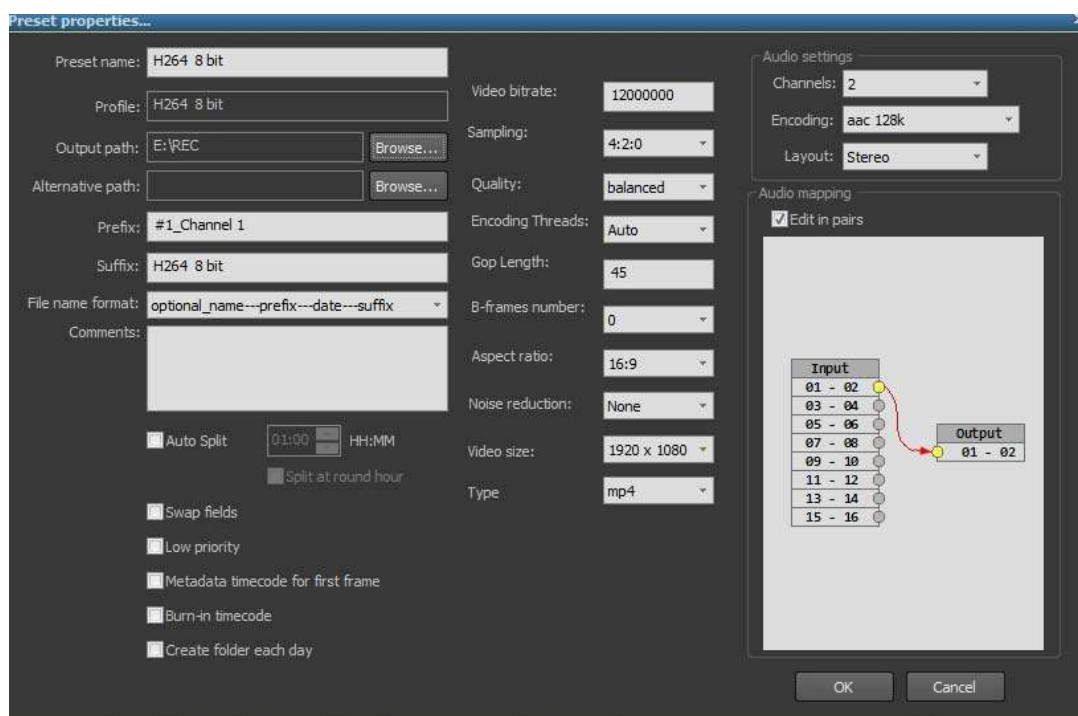 Preset properties...
Preset name: H264 8 bit
Profile: H264 8 bit
Output path: E:\REC Browse...
Alternative path: Browse...
Prefix: #1_Channel 1
Suffix: H264 8 bit
File name format: optional_name---prefix---date---suffix
Comments:
Auto Split 01:00 HH:MM
Split at round hour
Swap fields
Low priority
Metadata timecode for first frame
Burn-in timecode
Create folder each day
Video bitrate: 12000000
Sampling: 4:2:0
Quality: balanced
Encoding Threads: Auto
Gop Length: 45
B-frames number: 0
Aspect ratio: 16:9
Noise reduction: None
Video size: 1920 x 1080
Type mp4
Audio settings
Channels: 2
Encoding: aac 128k
Layout: Stereo
Audio mapping
Edit in pairs
Input
01 - 02
03 - 04
05 - 06
07 - 08
09 - 10
11 - 12
13 - 14
15 - 16
Output
01 - 02
OK Cancel